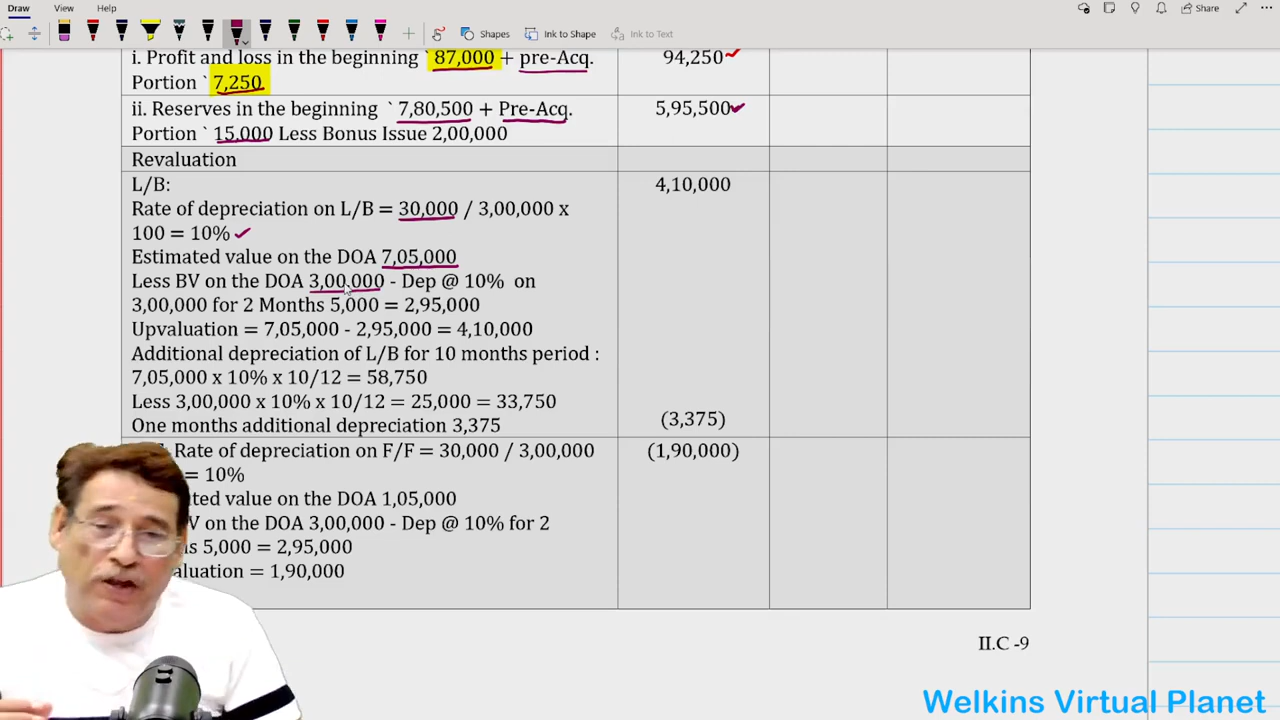 Draw View Help
Share
Shapes Ink to Shape Ink to Text
i. Profit and loss in the beginning ` 87,000 + pre-Acq. 94,250
Portion ` 7,250
ii. Reserves in the beginning ` 7,80,500 + Pre-Acq. 5,95,500
Portion ` 15,000 Less Bonus Issue 2,00,000
Revaluation
L/B: 4,10,000
Rate of depreciation on L/B = 30,000 / 3,00,000 x
100 = 10%
Estimated value on the DOA 7,05,000
Less BV on the DOA 3,00,000 - Dep @ 10% on
3,00,000 for 2 Months 5,000 = 2,95,000
Upvaluation = 7,05,000 - 2,95,000 = 4,10,000
Additional depreciation of L/B for 10 months period :
7,05,000 x 10% x 10/12 = 58,750
Less 3,00,000 x 10% x 10/12 = 25,000 = 33,750
One months additional depreciation 3,375 (3,375)
Rate of depreciation on F/F = 30,000 / 3,00,000 (1,90,000)
= 10%
value on the DOA 1,05,000
on the DOA 3,00,000 - Dep @ 10% for 2
5,000 = 2,95,000
= 1,90,000
II.C -9
Welkins Virtual Planet